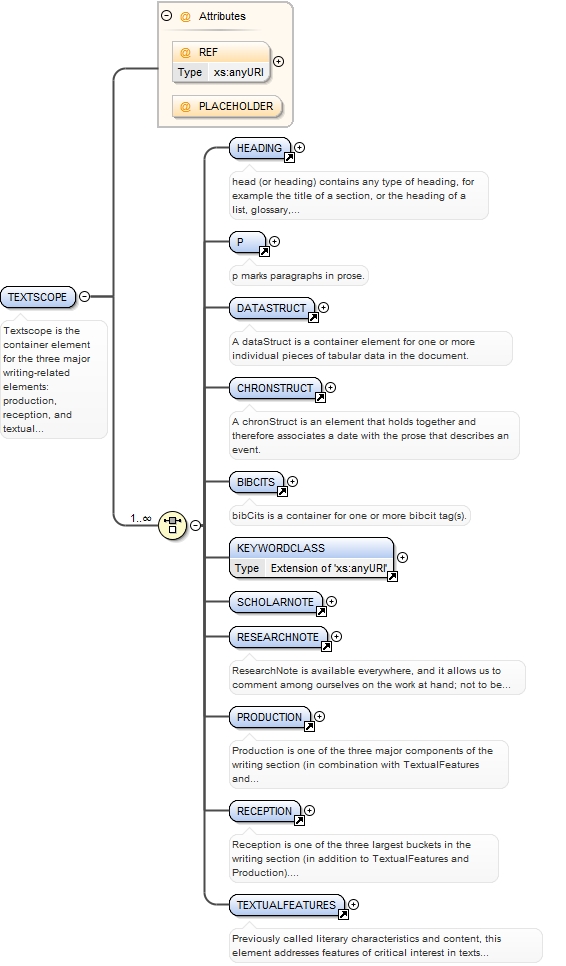 Attributes
@ REF
Type xs:anyURI
@ PLACEHOLDER
HEADING
head (or heading) contains any type of heading, for
example the title of a section, or the heading of a
list, glossary,...
P
p marks paragraphs in prose.
TEXTSCOPE
Textscope is the
container element
for the three major
writing-related
elements:
production,
reception, and
textual...
DATASTRUCT
A dataStruct is a container element for one or more
individual pieces of tabular data in the document.
CHRONSTRUCT
A chronStruct is an element that holds together and
therefore associates a date with the prose that describes an
event.
BIBCITS
bibCits is a container for one or more bibcit tag(s).
1..∞
KEYWORDCLASS
Type Extension of 'xs:anyURI'
SCHOLARNOTE
RESEARCHNOTE
ResearchNote is available everywhere, and it allows us to
comment among ourselves on the work at hand; not to be...
PRODUCTION
Production is one of the three major components of the
writing section (in combination with TextualFeatures
and...
RECEPTION
Reception is one of the three largest buckets in the
writing section (in addition to TextualFeatures and
Production)....
TEXTUALFEATURES
Previously called literary characteristics and content, this
element addresses features of critical interest in texts...